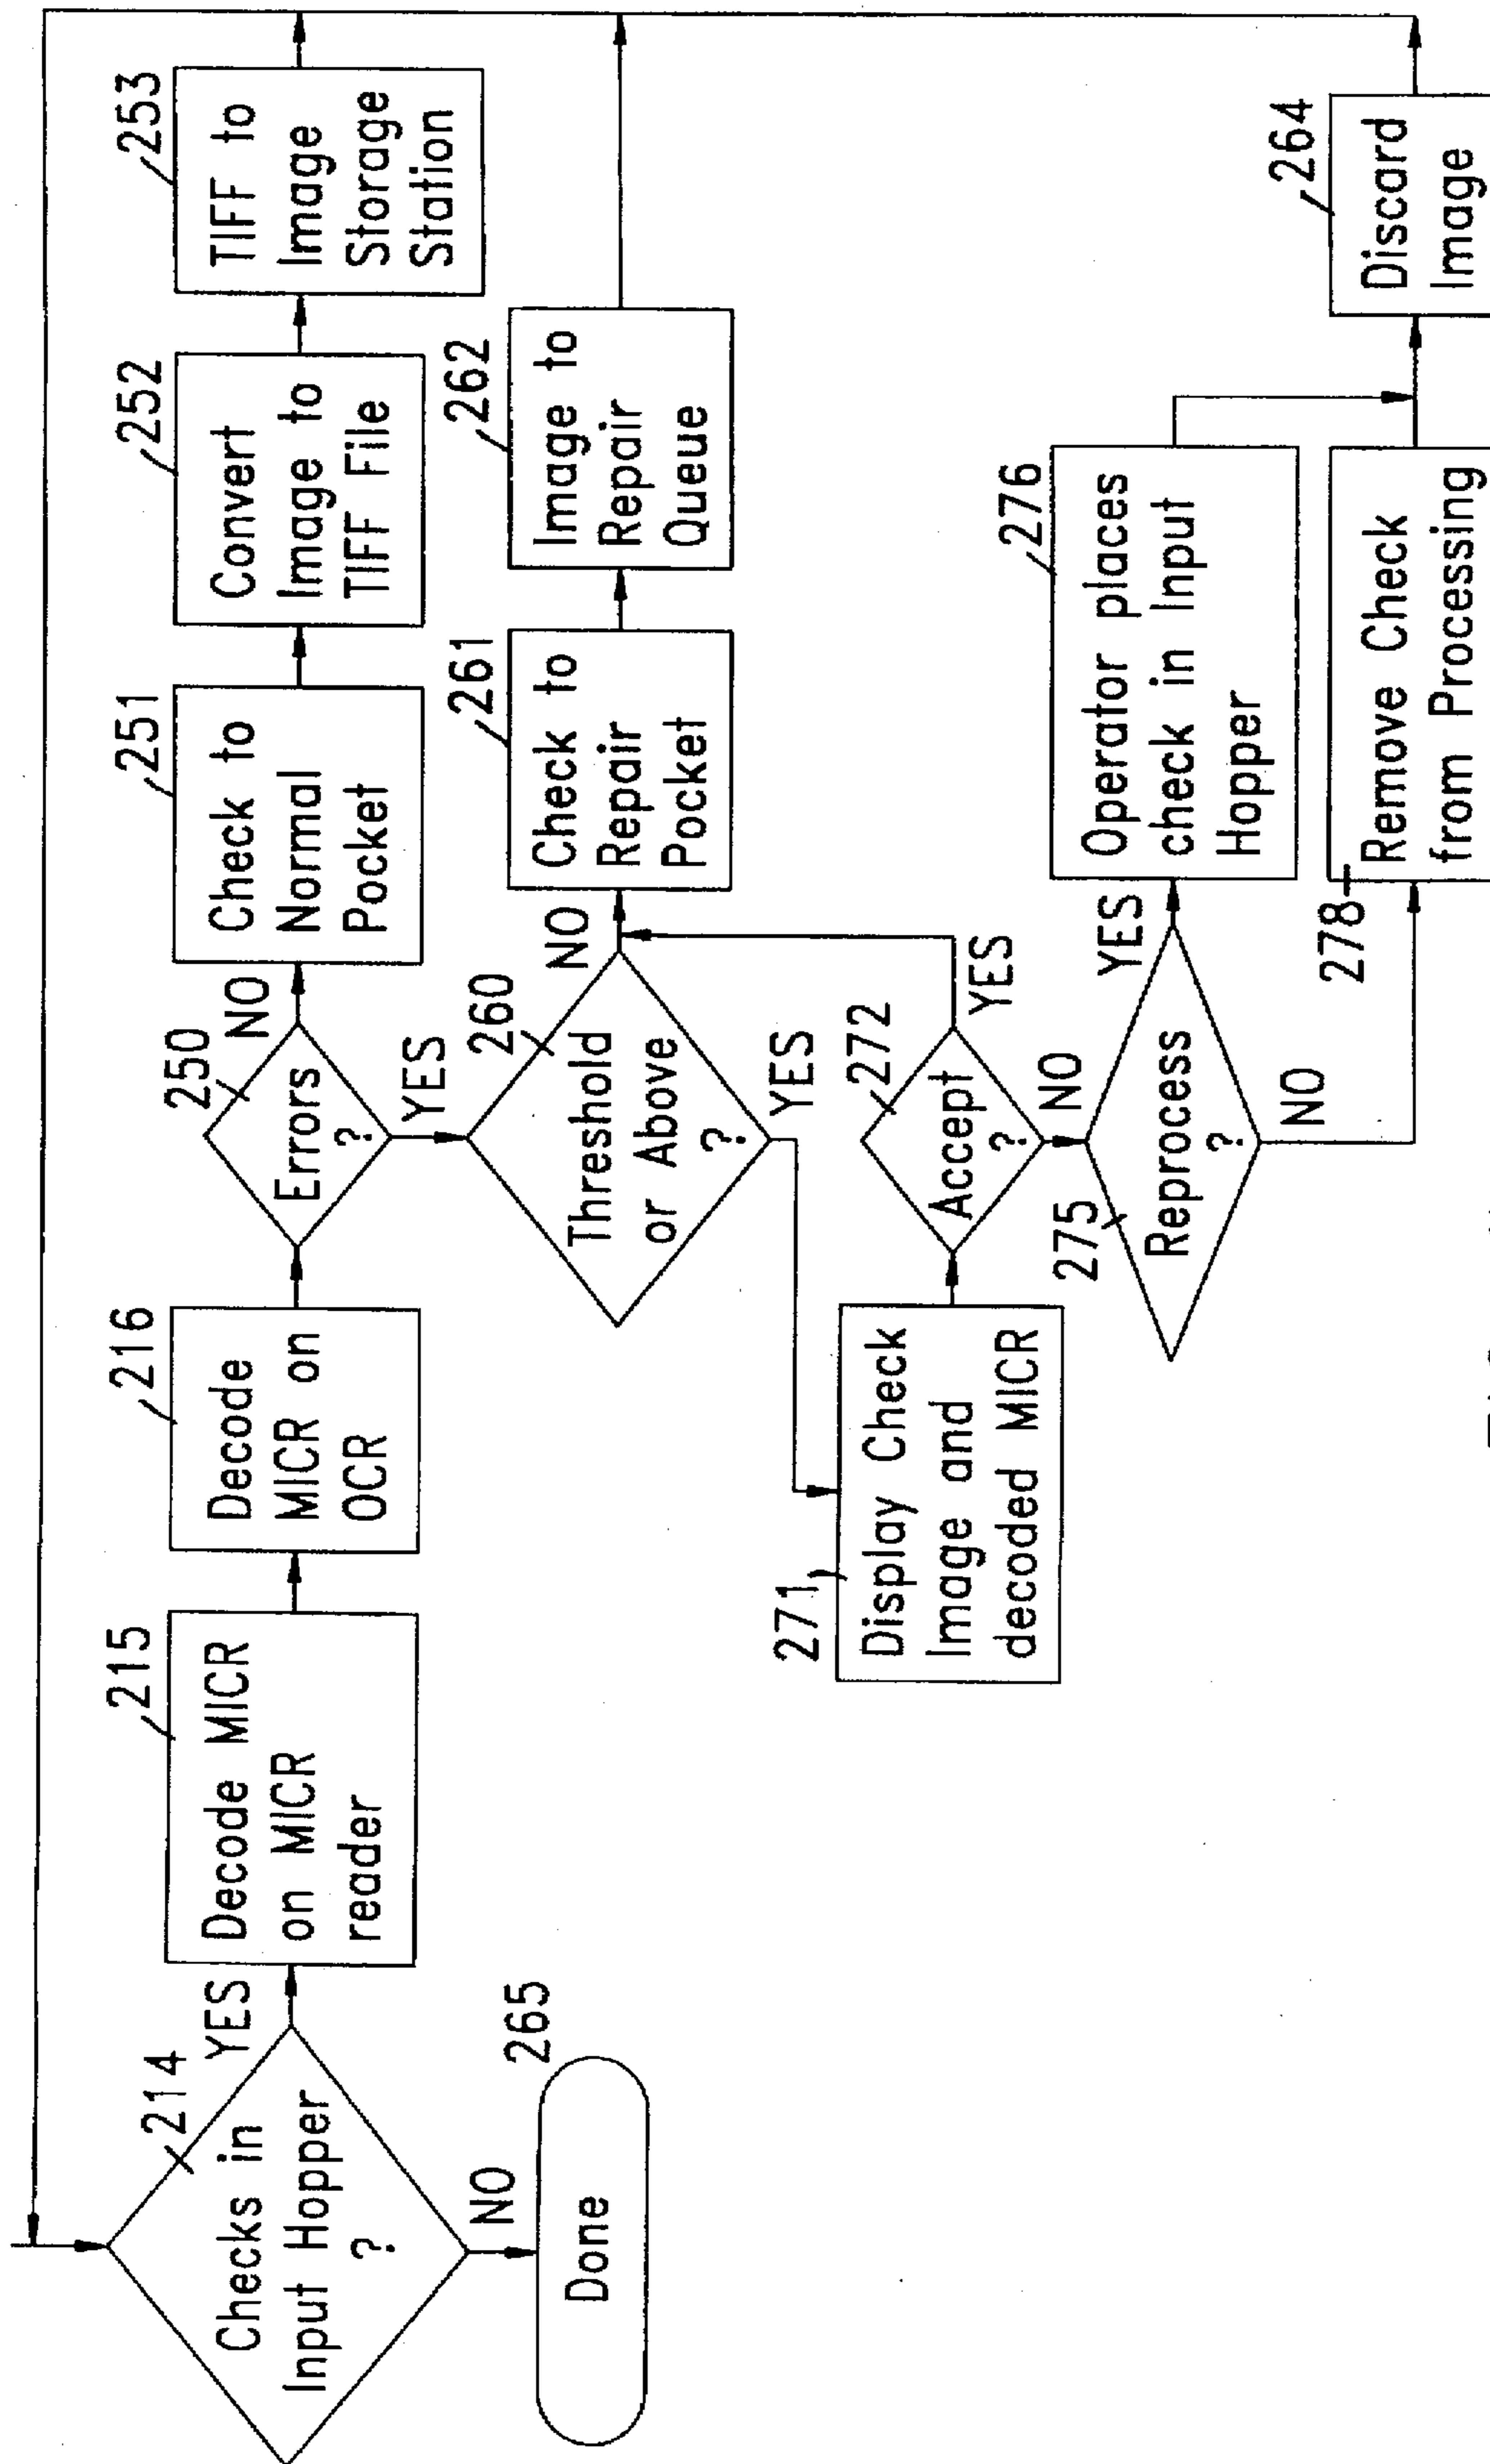 214
Checks in
Input Hopper
?
YES
NO
265
Done
215
Decode MICR
on MICR
reader
216
Decode
MICR on
OCR
250
Errors
?
NO
YES
251
Check to
Normal
Pocket
252
Convert
Image to
TIFF File
253
TIFF to
Image
Storage
Station
260
Threshold
or Above
?
NO
YES
261
Check to
Repair
Pocket
262
Image to
Repair
Queue
271
Display Check
Image and
decoded MICR
272
Accept
?
YES
NO
275
Reprocess
?
YES
NO
276
Operator places
check in Input
Hopper
278
Remove Check
from Processing
264
Discard
Image